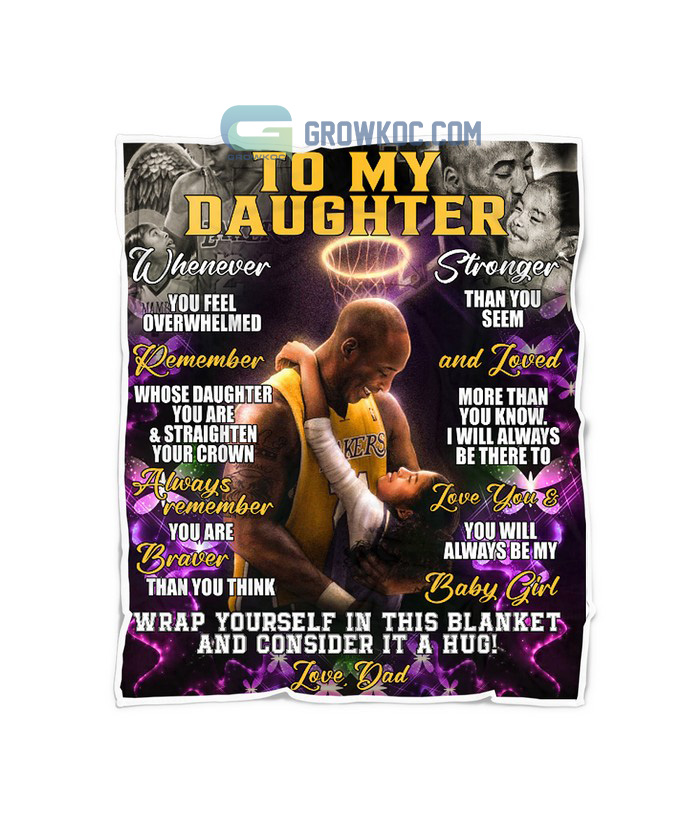 GROWKOC.COM
GROWKOC
TO MY
DAUGHTER
Whenever
YOU FEEL
OVERWHELMED
Remember
WHOSE DAUGHTER
YOU ARE
& STRAIGHTEN
YOUR CROWN
Always
remember
YOU ARE
Braver
THAN YOU THINK
Stronger
THAN YOU
SEEM
and Loved
MORE THAN
YOU KNOW.
I WILL ALWAYS
BE THERE TO
Love You &
YOU WILL
ALWAYS BE MY
Baby Girl
WRAP YOURSELF IN THIS BLANKET
AND CONSIDER IT A HUG!
Love, Dad